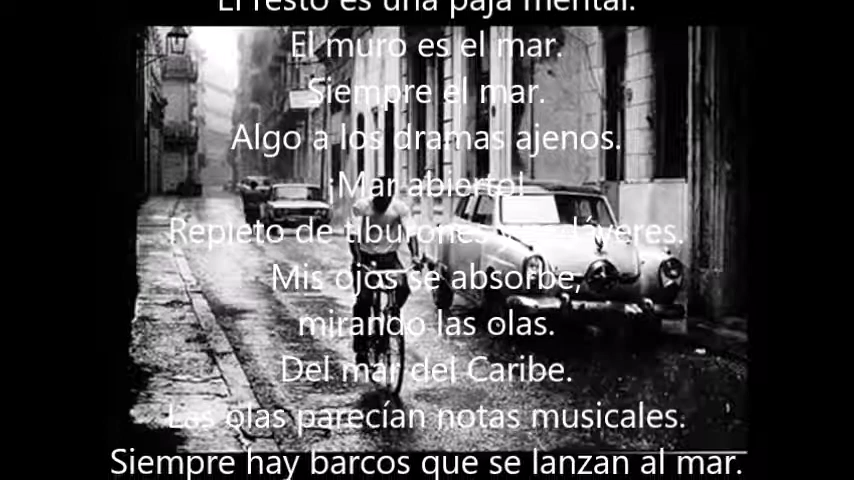 El resto es una paja mental.
El muro es el mar.
Siempre el mar.
Algo a los dramas ajenos.
¡Mar abierto!
Repleto de tiburones y cadáveres.
Mis ojos se absorbe,
mirando las olas.
Del mar del Caribe.
Las olas parecían notas musicales.
Siempre hay barcos que se lanzan al mar.